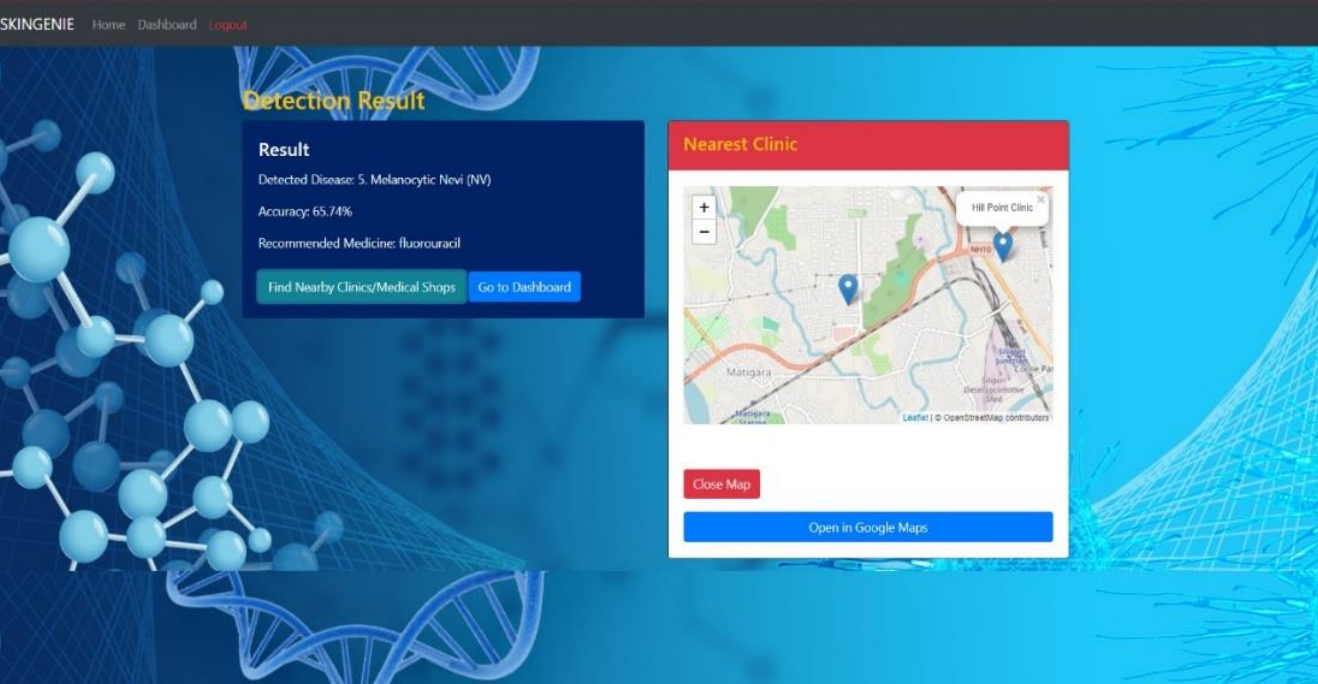 SKINGENIE Home Dashboard Logout
Detection Result
Result
Detected Disease: 5. Melanocytic Nevi (NV)
Accuracy: 65.74%
Recommended Medicine: fluorouracil
Find Nearby Clinics/Medical Shops Go to Dashboard
Nearest Clinic
+
−
Hill Point Clinic ×
NH10
Siliguri
Junction
Matigara
Siliguri
Diesel Locomotive
Shed
Matigara
Station
Leaflet | © OpenStreetMap contributors
Close Map
Open in Google Maps